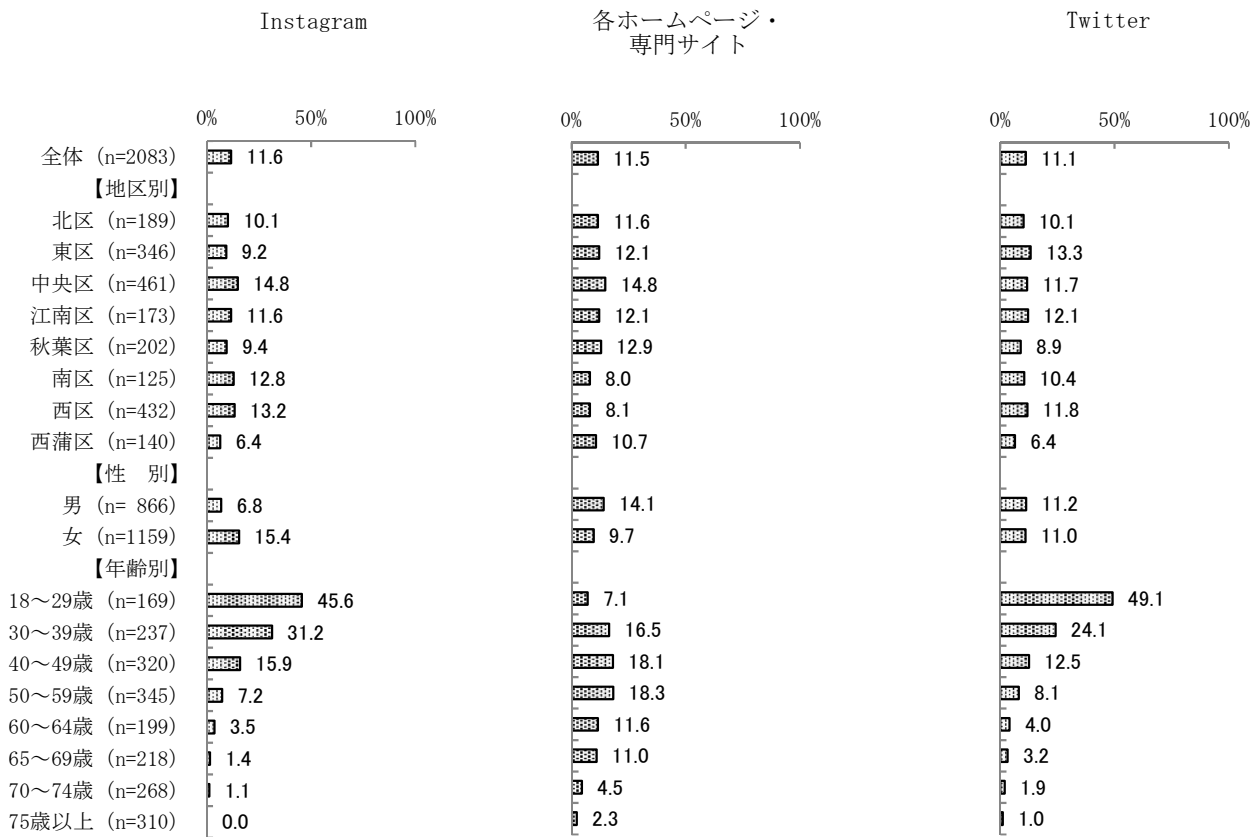 Instagram 各ホームページ・ Twitter
専門サイト
0% 50% 100% 0% 50% 100% 0% 50% 100%
全体 (n=2083) 11.6 11.5 11.1
【地区別】
北区 (n=189) 10.1 11.6 10.1
東区 (n=346) 9.2 12.1 13.3
中央区 (n=461) 14.8 14.8 11.7
江南区 (n=173) 11.6 12.1 12.1
秋葉区 (n=202) 9.4 12.9 8.9
南区 (n=125) 12.8 8.0 10.4
西区 (n=432) 13.2 8.1 11.8
西蒲区 (n=140) 6.4 10.7 6.4
【性　別】
男 (n= 866) 6.8 14.1 11.2
女 (n=1159) 15.4 9.7 11.0
【年齢別】
18～29歳 (n=169) 45.6 7.1 49.1
30～39歳 (n=237) 31.2 16.5 24.1
40～49歳 (n=320) 15.9 18.1 12.5
50～59歳 (n=345) 7.2 18.3 8.1
60～64歳 (n=199) 3.5 11.6 4.0
65～69歳 (n=218) 1.4 11.0 3.2
70～74歳 (n=268) 1.1 4.5 1.9
75歳以上 (n=310) 0.0 2.3 1.0